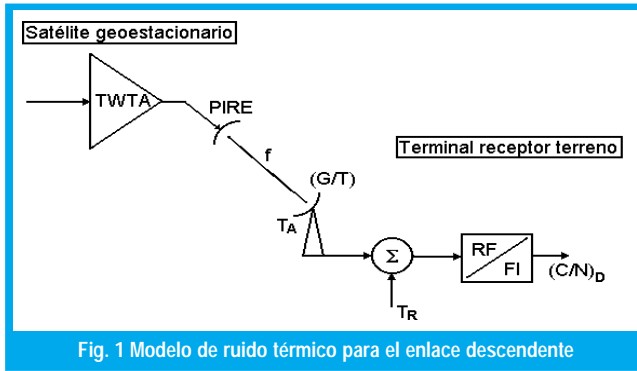 Satélite geoestacionario
TWTA
PIRE
f
Terminal receptor terreno
(G/T)
TA
Σ
RF
FI
(C/N)D
TR
Fig. 1 Modelo de ruido térmico para el enlace descendente